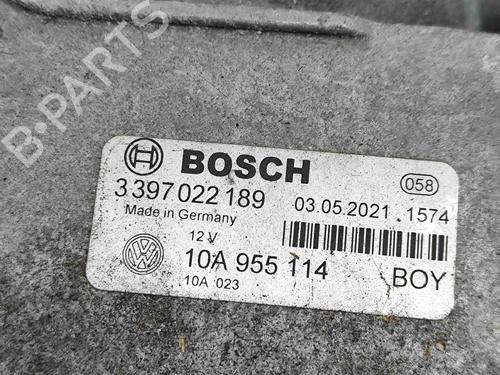 B-PARTS
BOSCH
058
3 397 022 189 03.05.2021 .1574
Made in Germany
12 V
10A 955 114 BOY
10A 023